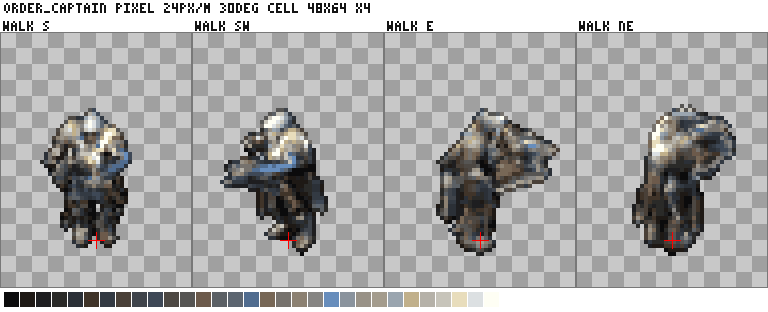 ORDER_CAPTAIN PIXEL 24PX/M 30DEG CELL 48X64 X4
WALK S
WALK SW
WALK E
WALK NE